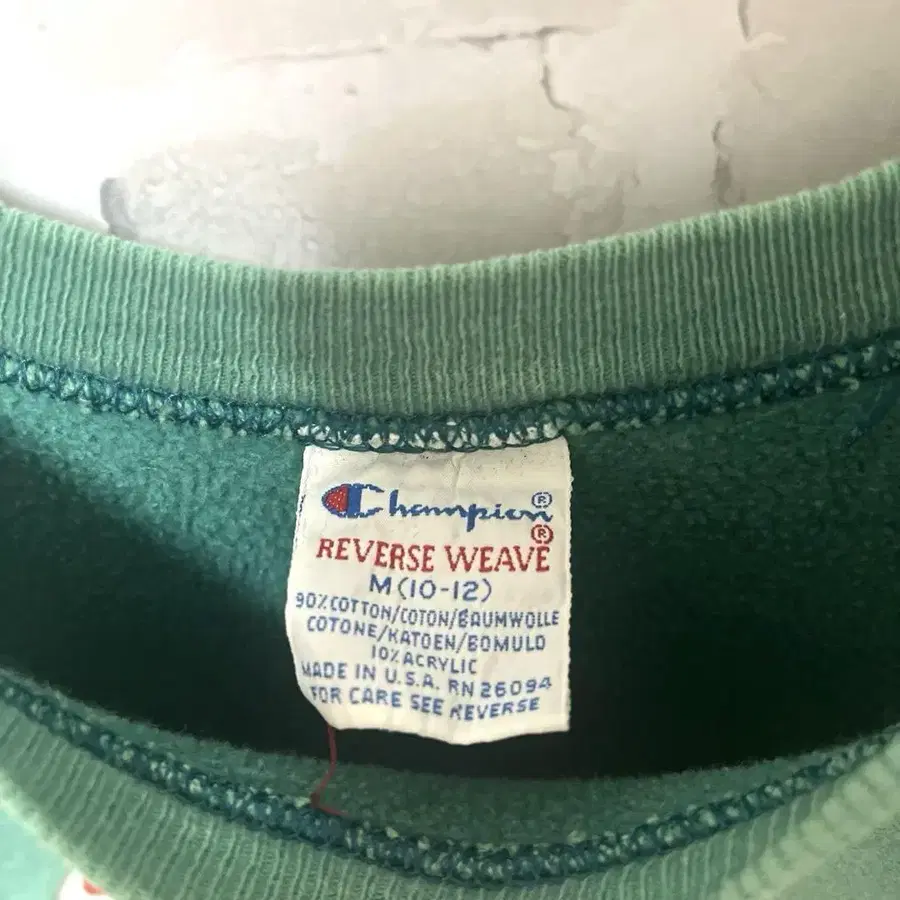 Champion®
REVERSE WEAVE®
M (10-12)
90% COTTON/COTON/BAUMWOLLE
COTONE/KATOEN/BOMULD
10% ACRYLIC
MADE IN U.S.A. RN 26094
FOR CARE SEE REVERSE